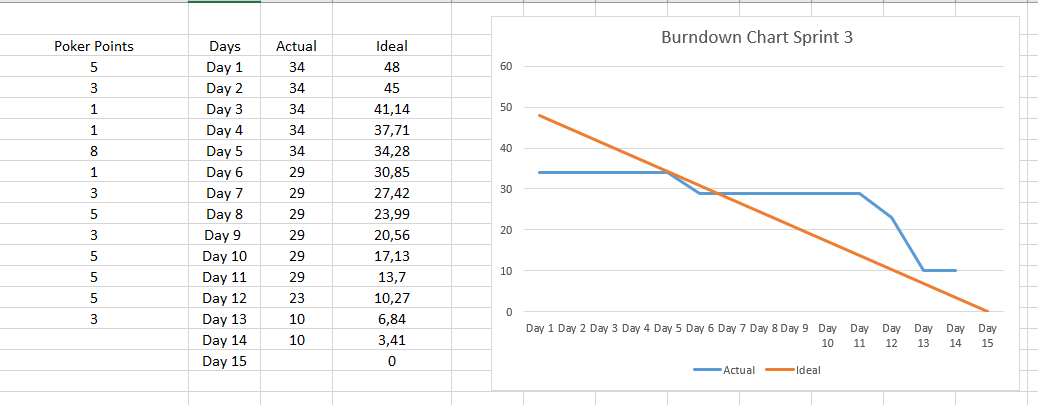 Poker Points Days Actual Ideal
5 Day 1 34 48
3 Day 2 34 45
1 Day 3 34 41,14
1 Day 4 34 37,71
8 Day 5 34 34,28
1 Day 6 29 30,85
3 Day 7 29 27,42
5 Day 8 29 23,99
3 Day 9 29 20,56
5 Day 10 29 17,13
5 Day 11 29 13,7
5 Day 12 23 10,27
3 Day 13 10 6,84
Day 14 10 3,41
Day 15 0
Burndown Chart Sprint 3
60
50
40
30
20
10
0
Day 1 Day 2 Day 3 Day 4 Day 5 Day 6 Day 7 Day 8 Day 9 Day 10 Day 11 Day 12 Day 13 Day 14 Day 15
Actual Ideal